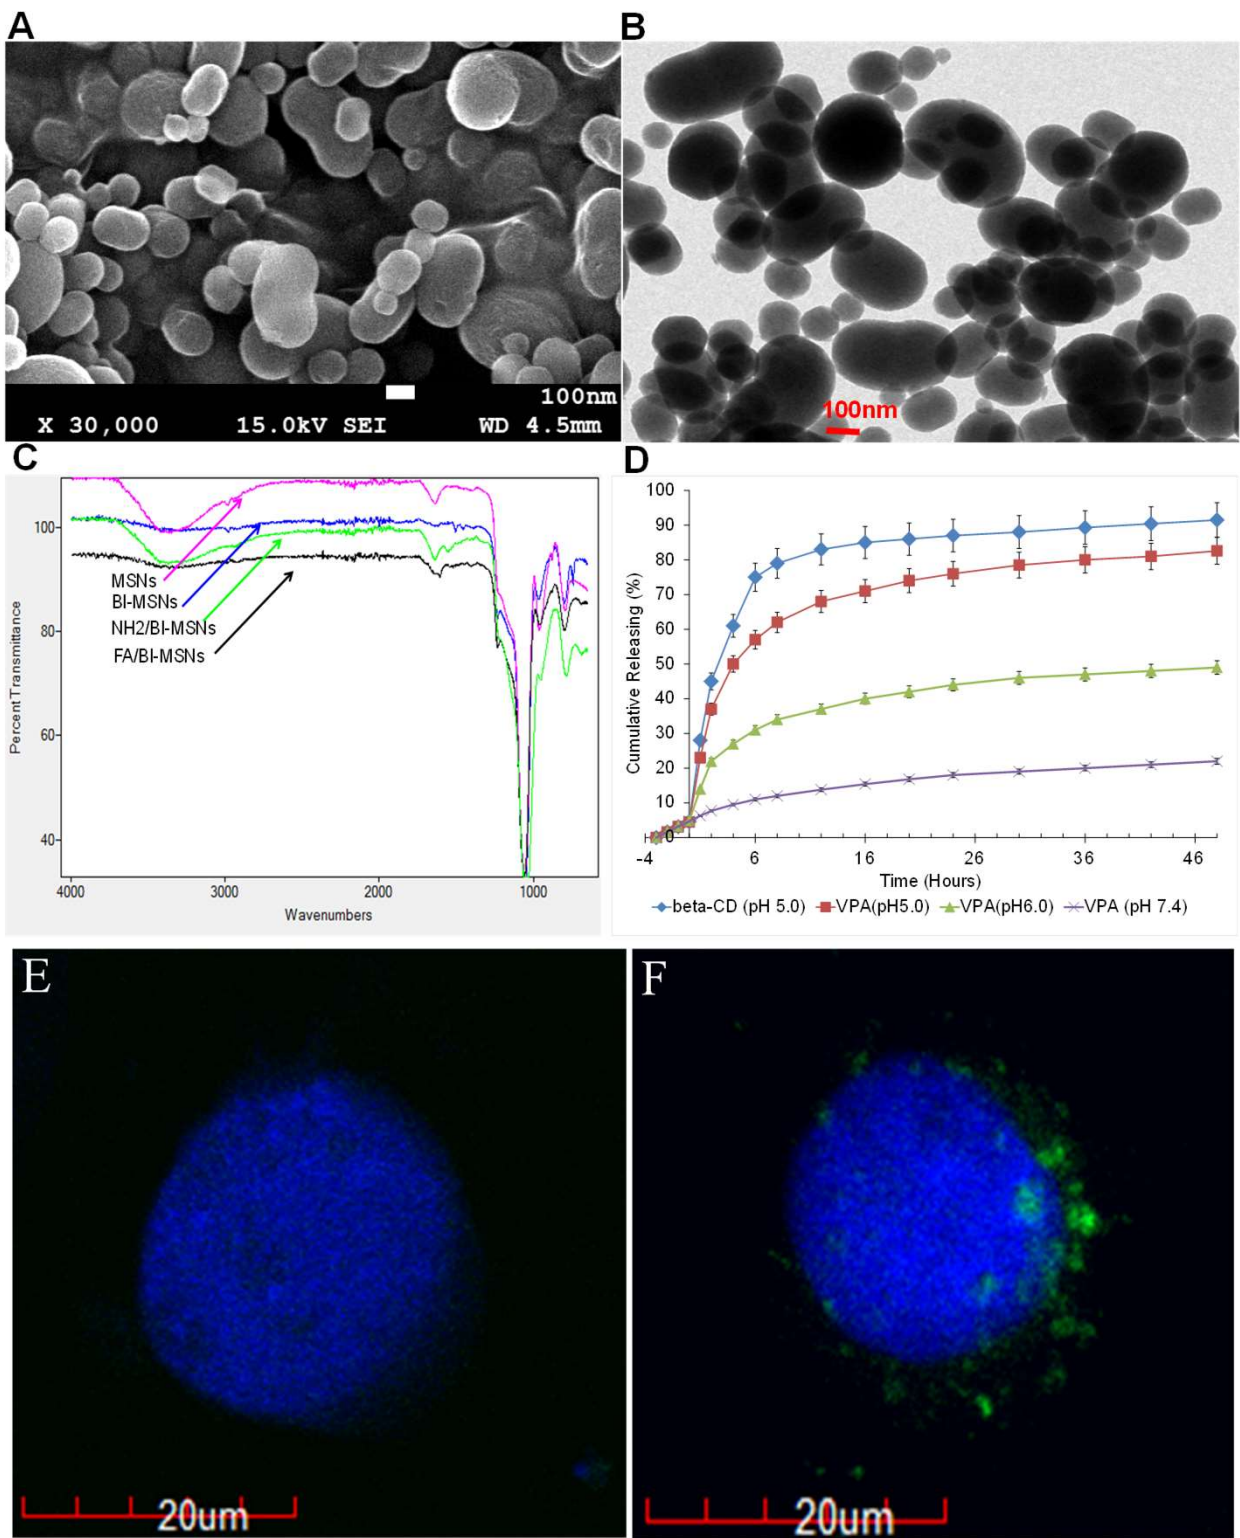 A
B
100nm
X 30,000 15.0kV SEI WD 4.5mm
100nm
C
D
100
80
60
40
4000 3000 2000 1000
Wavenumbers
Percent Transmittance
MSNs
BI-MSNs
NH2/BI-MSNs
FA/BI-MSNs
100
90
80
70
60
50
40
30
20
10
0
-4 6 16 26 36 46
Time (Hours)
Cumulative Releasing (%)
beta-CD (pH 5.0) VPA(pH5.0) VPA(pH6.0) VPA (pH 7.4)
E
F
20um
20um